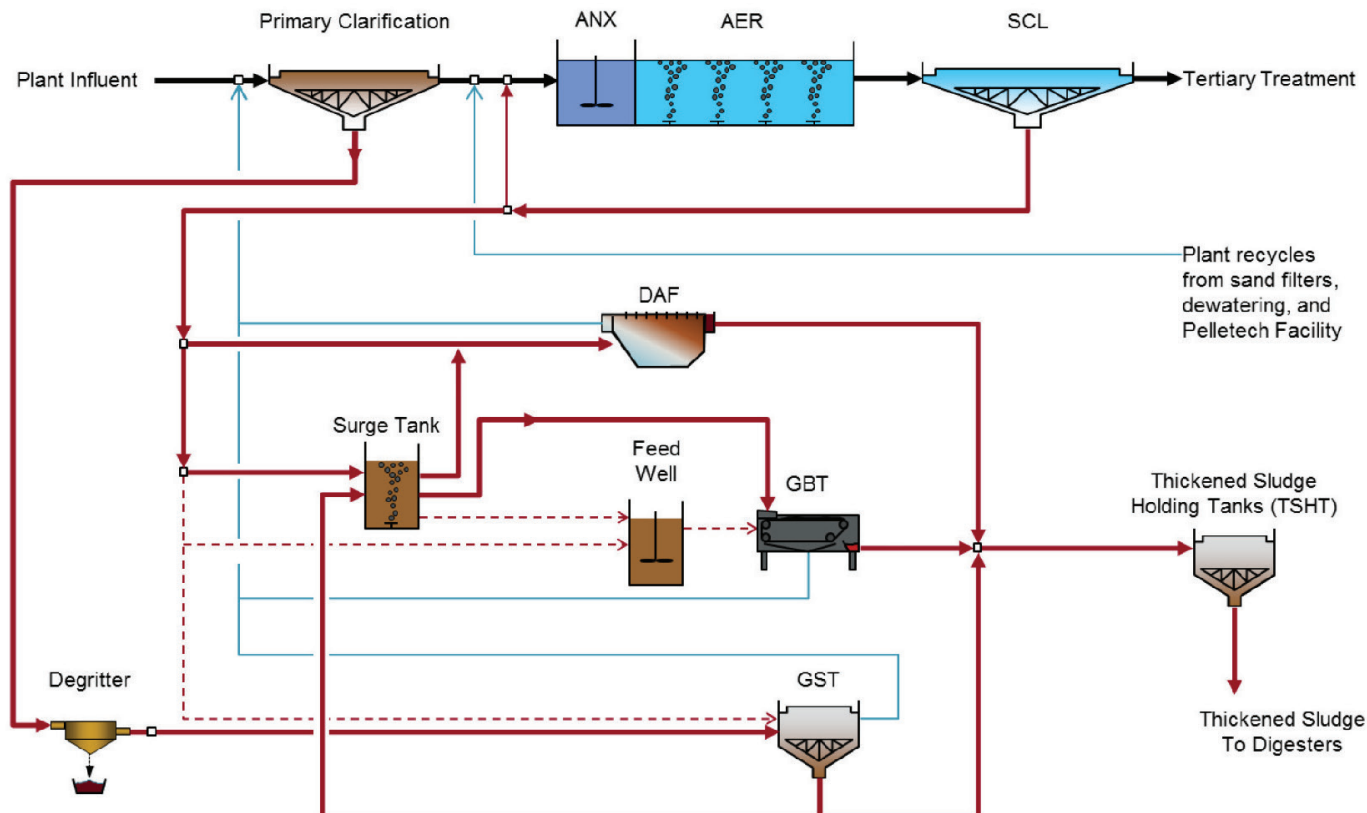 Primary Clarification
ANX
AER
SCL
Plant Influent
Tertiary Treatment
Plant recycles
from sand filters,
dewatering, and
Pelletech Facility
DAF
Surge Tank
Feed
Well
GBT
Thickened Sludge
Holding Tanks (TSHT)
Degritter
GST
Thickened Sludge
To Digesters